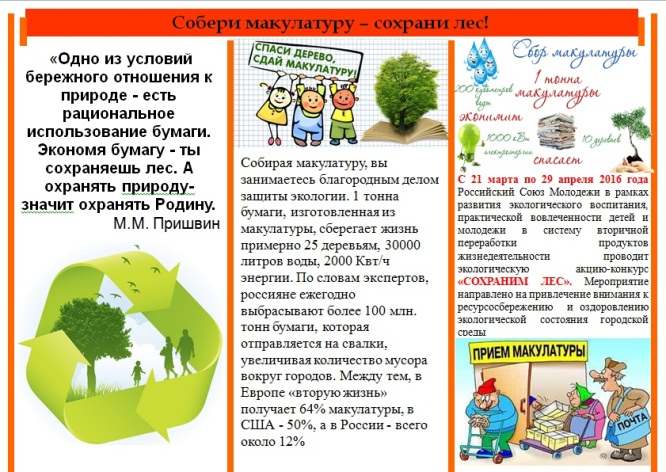 Собери макулатуру – сохрани лес!
«Одно из условий
бережного отношения к
природе - есть
рациональное
использование бумаги.
Экономя бумагу - ты
сохраняешь лес. А
охранять природу-
значит охранять Родину.
М.М. Пришвин
СПАСИ ДЕРЕВО,
СДАЙ МАКУЛАТУРУ!
Собирая макулатуру, вы
занимаетесь благородным делом
защиты экологии. 1 тонна
бумаги, изготовленная из
макулатуры, сберегает жизнь
примерно 25 деревьям, 30000
литров воды, 2000 Квт/ч
энергии. По словам экспертов,
россияне ежегодно
выбрасывают более 100 млн.
тонн бумаги, которая
отправляется на свалки,
увеличивая количество мусора
вокруг городов. Между тем, в
Европе «вторую жизнь»
получает 64% макулатуры, в
США - 50%, а в России - всего
около 12%
Сбор макулатуры
1 тонна
макулатуры
200 кубометров
воды
экономит
1000 кВт
электроэнергии
10 деревьев
спасает
С 21 марта по 29 апреля 2016 года
Российский Союз Молодежи в рамках
развития экологического воспитания,
практической вовлеченности детей и
молодежи в систему вторичной
переработки продуктов
жизнедеятельности проводит
экологическую акцию-конкурс
«СОХРАНИМ ЛЕС». Мероприятие
направлено на привлечение внимания к
ресурсосбережению и оздоровлению
экологической состояния городской
среды
ПРИЕМ МАКУЛАТУРЫ
ПОЧТА